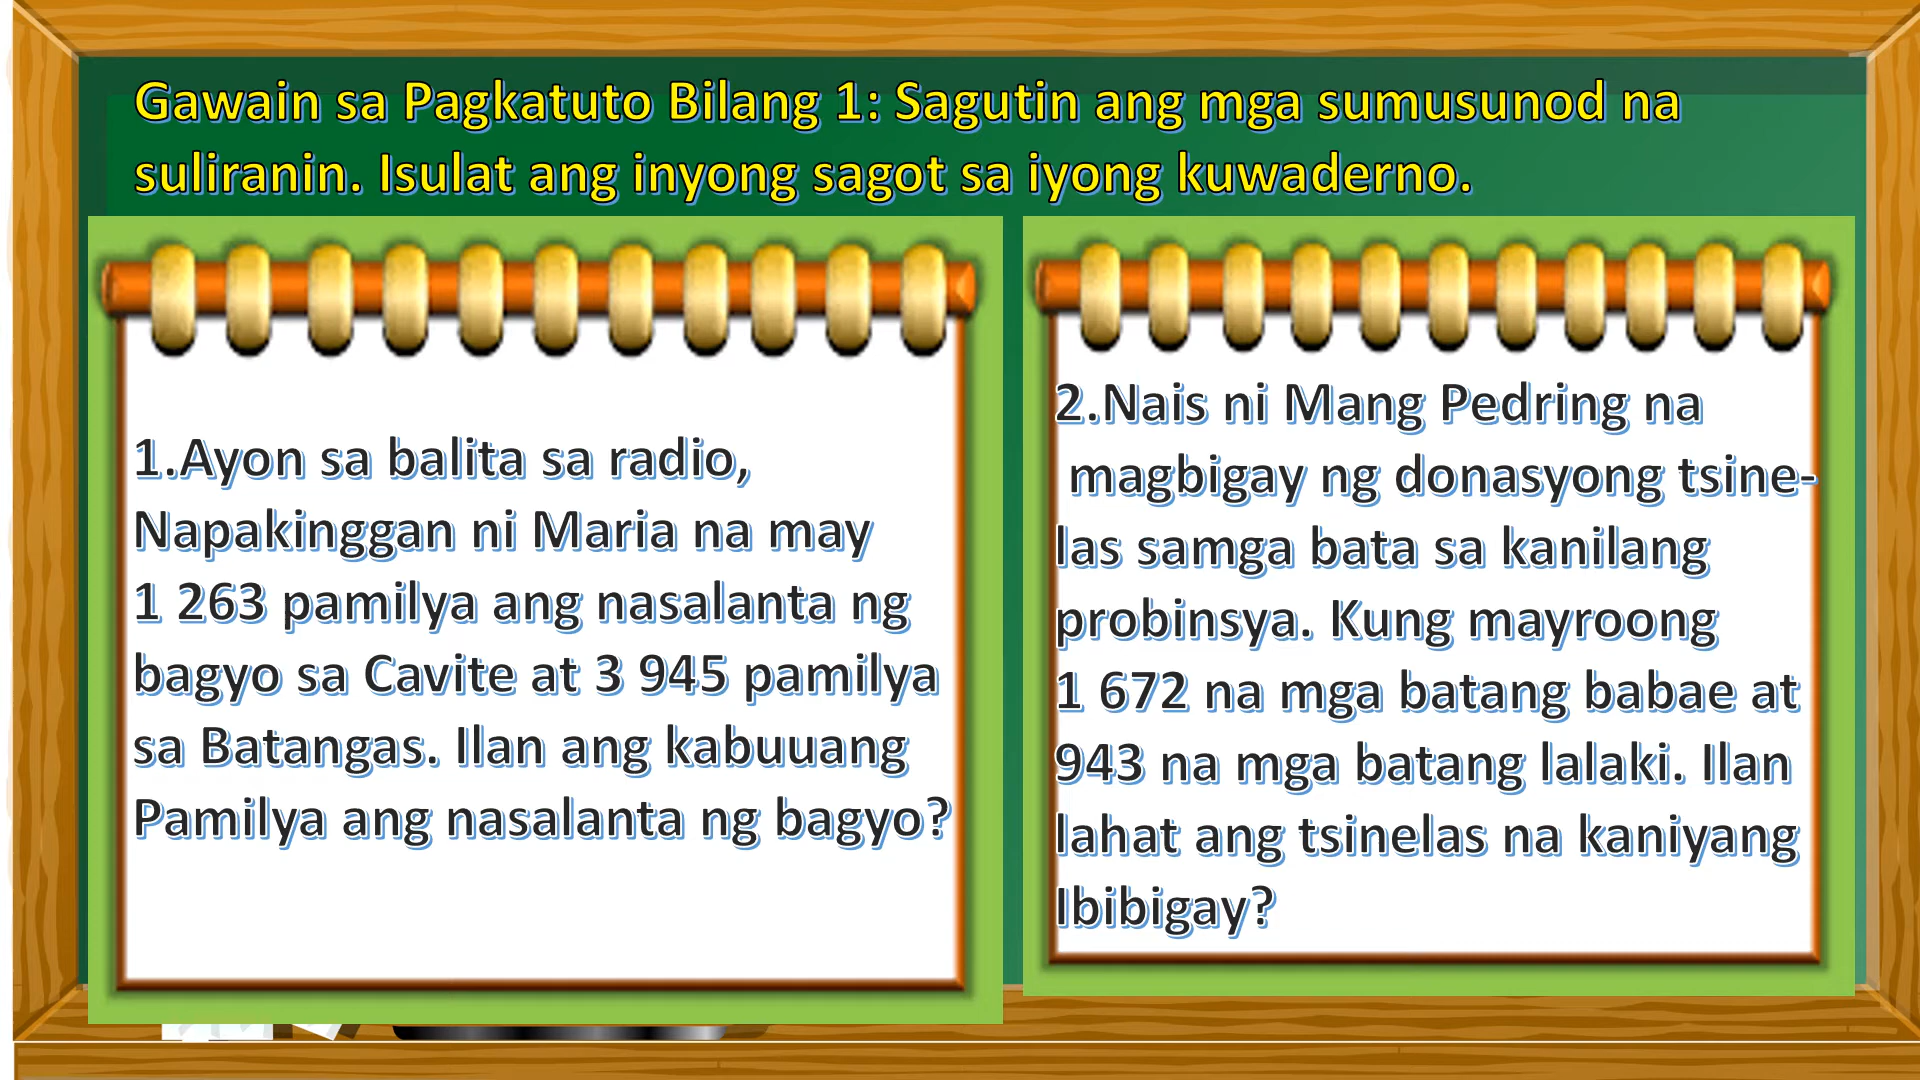 Gawain sa Pagkatuto Bilang 1: Sagutin ang mga sumusunod na
suliranin. Isulat ang inyong sagot sa iyong kuwaderno.
1.Ayon sa balita sa radio,
Napakinggan ni Maria na may
1 263 pamilya ang nasalanta ng
bagyo sa Cavite at 3 945 pamilya
sa Batangas. Ilan ang kabuuang
Pamilya ang nasalanta ng bagyo?
2.Nais ni Mang Pedring na
magbigay ng donasyong tsine-
las samga bata sa kanilang
probinsya. Kung mayroong
1 672 na mga batang babae at
943 na mga batang lalaki. Ilan
lahat ang tsinelas na kaniyang
Ibibigay?